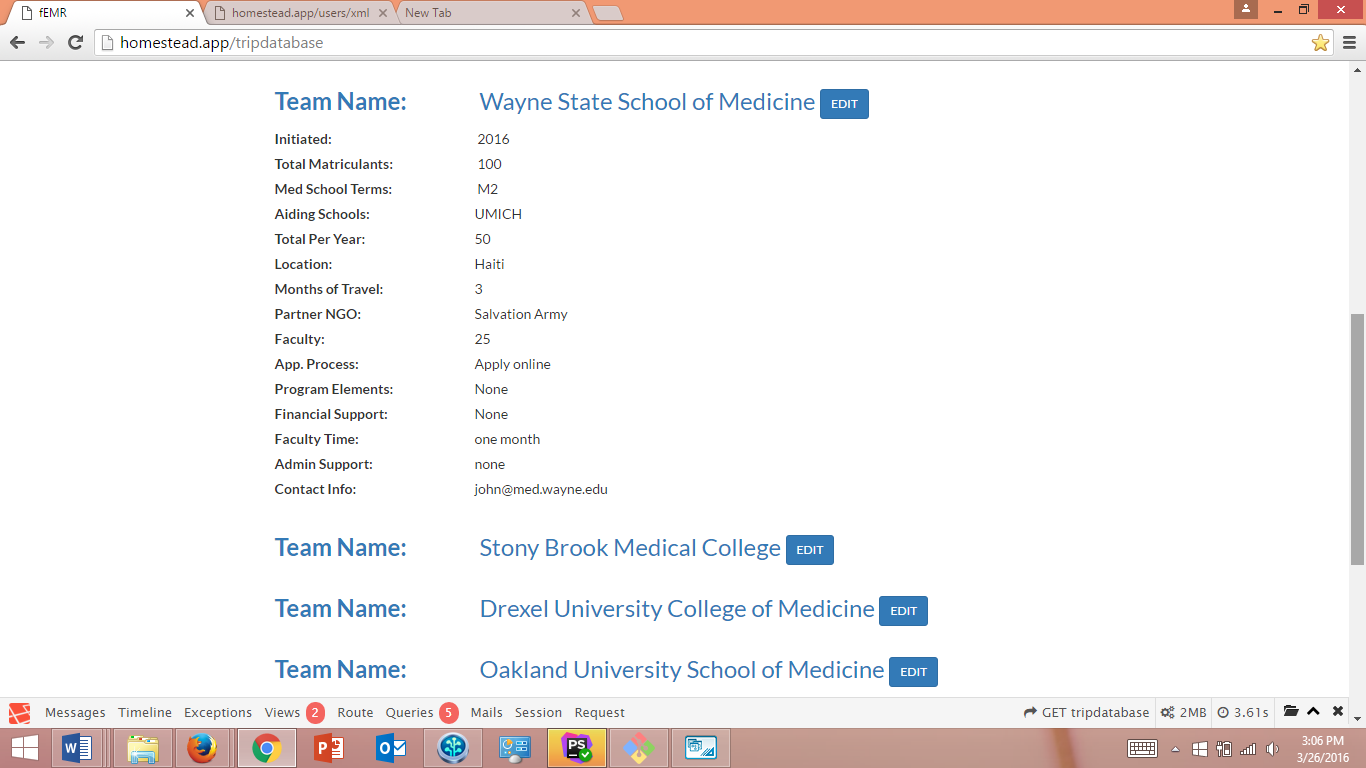 fEMR
homestead.app/users/xml
New Tab
homestead.app/tripdatabase
Team Name: Wayne State School of Medicine EDIT
Initiated: 2016
Total Matriculants: 100
Med School Terms: M2
Aiding Schools: UMICH
Total Per Year: 50
Location: Haiti
Months of Travel: 3
Partner NGO: Salvation Army
Faculty: 25
App. Process: Apply online
Program Elements: None
Financial Support: None
Faculty Time: one month
Admin Support: none
Contact Info: john@med.wayne.edu
Team Name: Stony Brook Medical College EDIT
Team Name: Drexel University College of Medicine EDIT
Team Name: Oakland University School of Medicine EDIT
Messages Timeline Exceptions Views 2 Route Queries 5 Mails Session Request GET tripdatabase 2MB 3.61s
PS
3:06 PM
3/26/2016